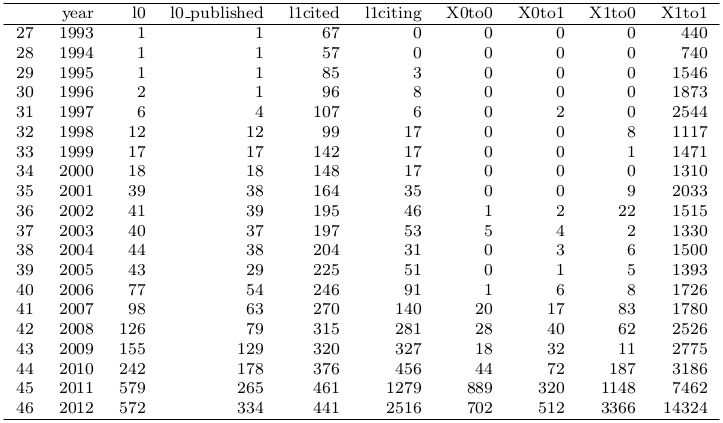 year l0 l0_published l1cited l1citing X0to0 X0to1 X1to0 X1to1
27 1993 1 1 67 0 0 0 0 440
28 1994 1 1 57 0 0 0 0 740
29 1995 1 1 85 3 0 0 0 1546
30 1996 2 1 96 8 0 0 0 1873
31 1997 6 4 107 6 0 2 0 2544
32 1998 12 12 99 17 0 0 8 1117
33 1999 17 17 142 17 0 0 1 1471
34 2000 18 18 148 17 0 0 0 1310
35 2001 39 38 164 35 0 0 9 2033
36 2002 41 39 195 46 1 2 22 1515
37 2003 40 37 197 53 5 4 2 1330
38 2004 44 38 204 31 0 3 6 1500
39 2005 43 29 225 51 0 1 5 1393
40 2006 77 54 246 91 1 6 8 1726
41 2007 98 63 270 140 20 17 83 1780
42 2008 126 79 315 281 28 40 62 2526
43 2009 155 129 320 327 18 32 11 2775
44 2010 242 178 376 456 44 72 187 3186
45 2011 579 265 461 1279 889 320 1148 7462
46 2012 572 334 441 2516 702 512 3366 14324